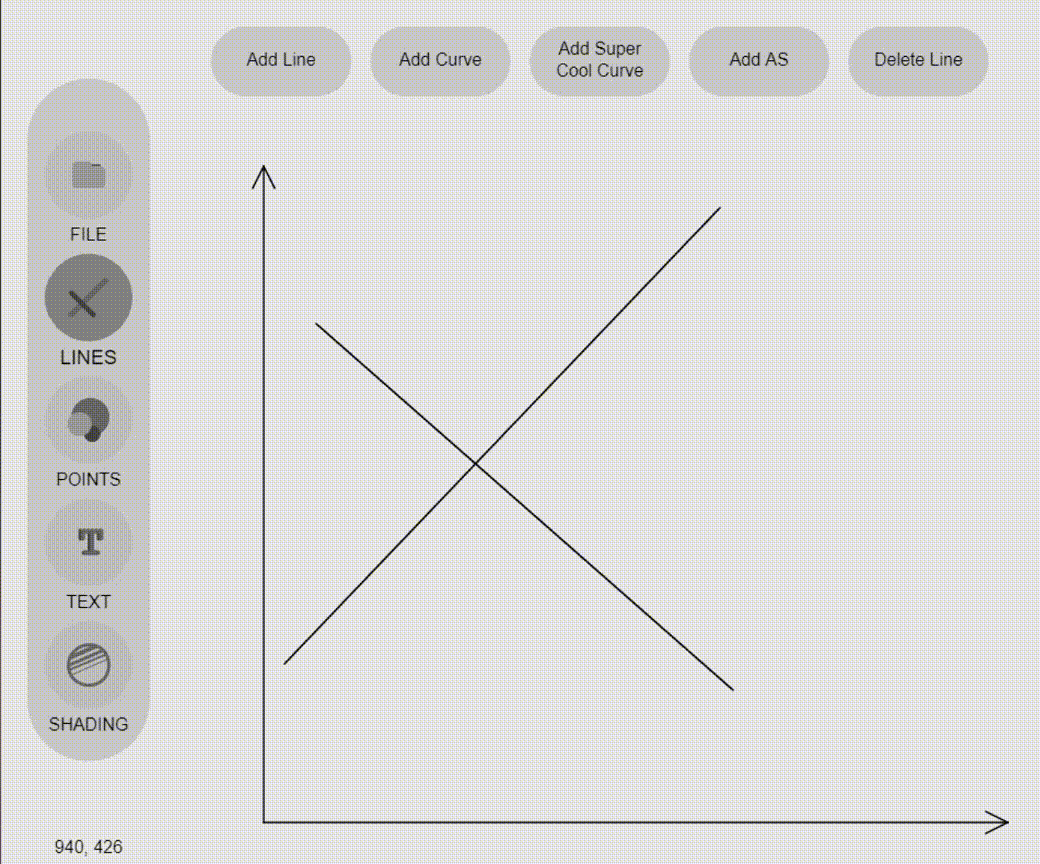 Add Line
Add Curve
Add Super
Cool Curve
Add AS
Delete Line
FILE
LINES
POINTS
T
TEXT
SHADING
940, 426